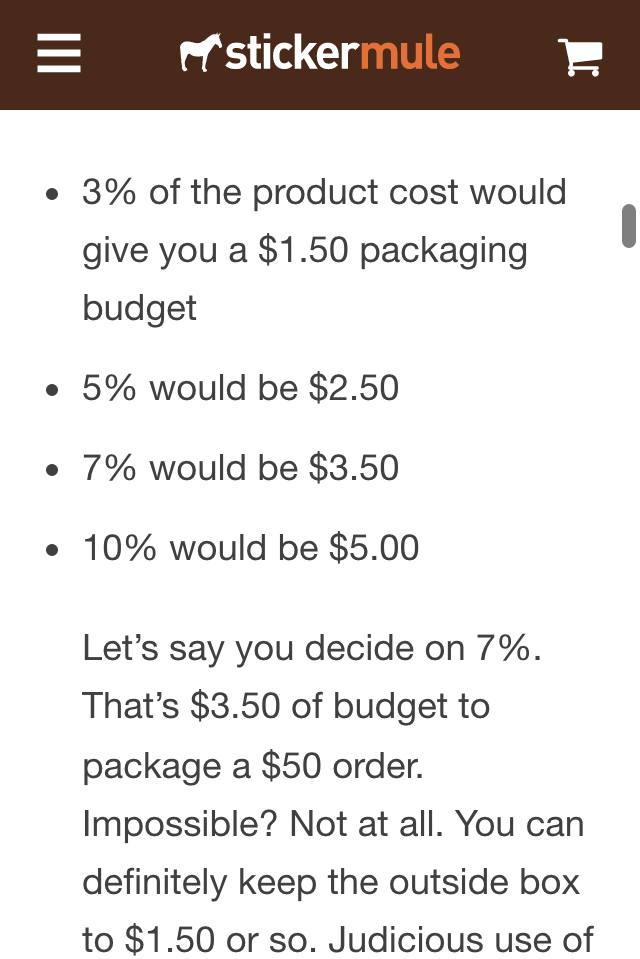 stickermule
• 3% of the product cost would
give you a $1.50 packaging
budget
• 5% would be $2.50
• 7% would be $3.50
• 10% would be $5.00
Let’s say you decide on 7%.
That’s $3.50 of budget to
package a $50 order.
Impossible? Not at all. You can
definitely keep the outside box
to $1.50 or so. Judicious use of